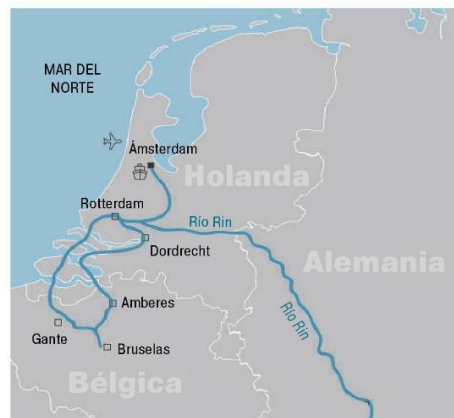 MAR DEL
NORTE
Ámsterdam
Holanda
Rotterdam
Río Rin
Dordrecht
Alemania
Río Rin
Amberes
Gante
Bruselas
Bélgica